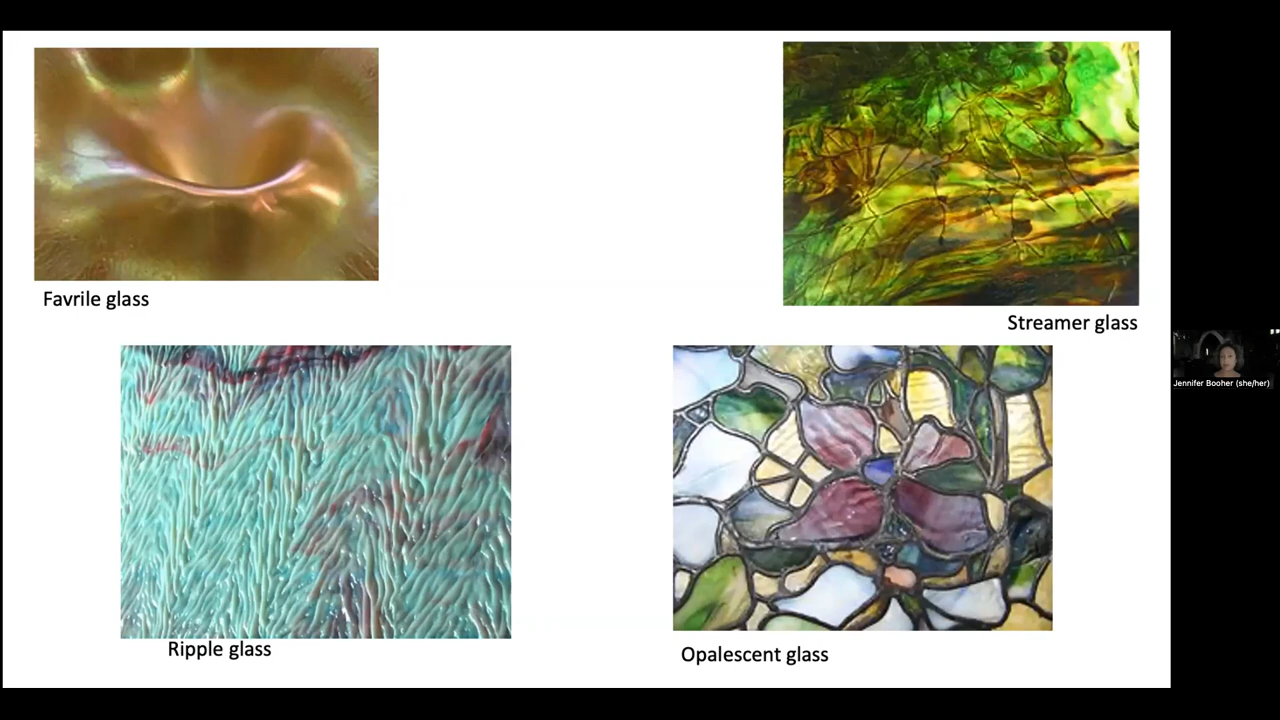 Favrile glass
Streamer glass
Ripple glass
Opalescent glass
Jennifer Booher (she/her)